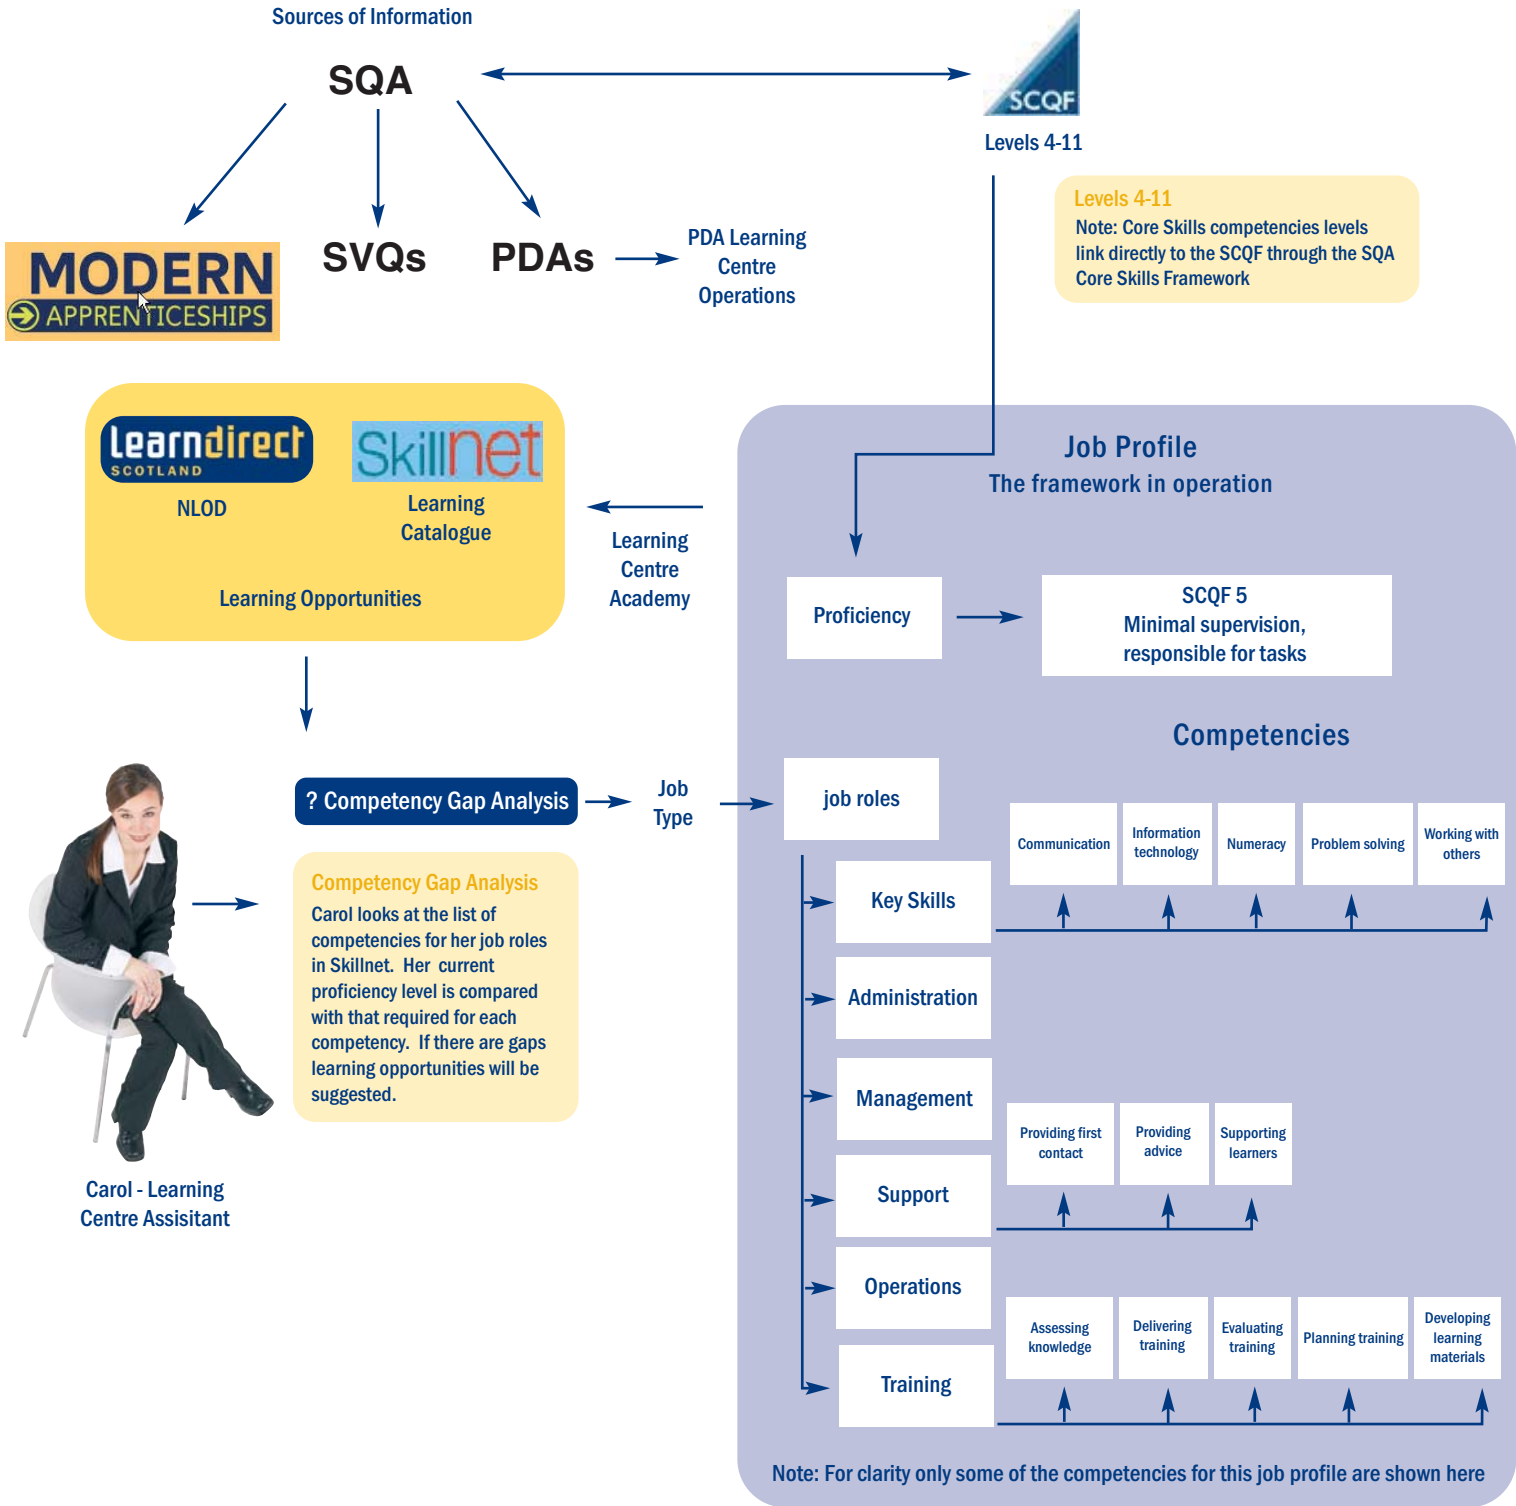 Sources of Information
SQA
SCQF
Levels 4-11
Levels 4-11
Note: Core Skills competencies levels
link directly to the SCQF through the SQA
Core Skills Framework
MODERN
APPRENTICESHIPS
SVQs
PDAs
PDA Learning
Centre
Operations
learndirect
SCOTLAND
NLOD
Skillnet
Learning
Catalogue
Learning Opportunities
Learning
Centre
Academy
Job Profile
The framework in operation
Proficiency
SCQF 5
Minimal supervision,
responsible for tasks
Competencies
? Competency Gap Analysis
Job
Type
job roles
Competency Gap Analysis
Carol looks at the list of
competencies for her job roles
in Skillnet. Her current
proficiency level is compared
with that required for each
competency. If there are gaps
learning opportunities will be
suggested.
Carol - Learning
Centre Assisitant
Key Skills
Communication
Information
technology
Numeracy
Problem solving
Working with
others
Administration
Management
Support
Providing first
contact
Providing
advice
Supporting
learners
Operations
Training
Assessing
knowledge
Delivering
training
Evaluating
training
Planning training
Developing
learning
materials
Note: For clarity only some of the competencies for this job profile are shown here